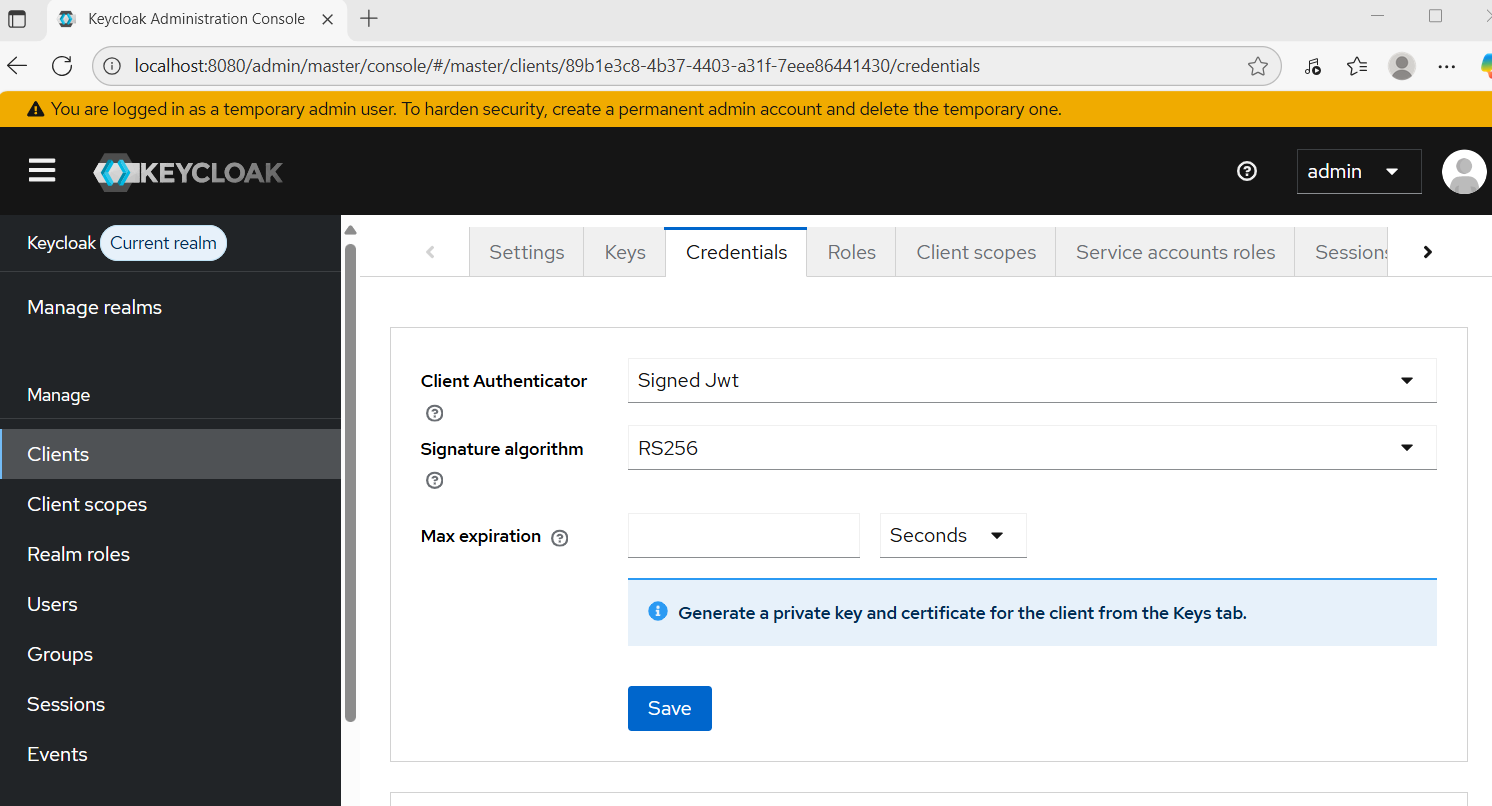 Keycloak Administration Console
localhost:8080/admin/master/console/#/master/clients/89b1e3c8-4b37-4403-a31f-7eee86441430/credentials
You are logged in as a temporary admin user. To harden security, create a permanent admin account and delete the temporary one.
KEYCLOAK
admin
Keycloak Current realm
Manage realms
Manage
Clients
Client scopes
Realm roles
Users
Groups
Sessions
Events
Settings Keys Credentials Roles Client scopes Service accounts roles Sessions
Client Authenticator
Signed Jwt
Signature algorithm
RS256
Max expiration
Seconds
Generate a private key and certificate for the client from the Keys tab.
Save